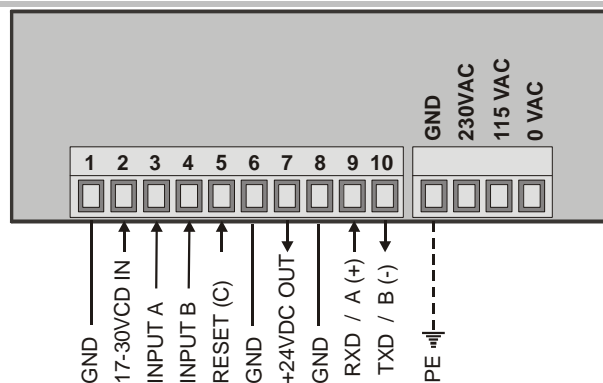 GND
230VAC
115 VAC
0 VAC
1 2 3 4 5 6 7 8 9 10
GND
17-30VCD IN
INPUT A
INPUT B
RESET (C)
GND
+24VDC OUT
GND
RXD / A (+)
TXD / B (-)
PE